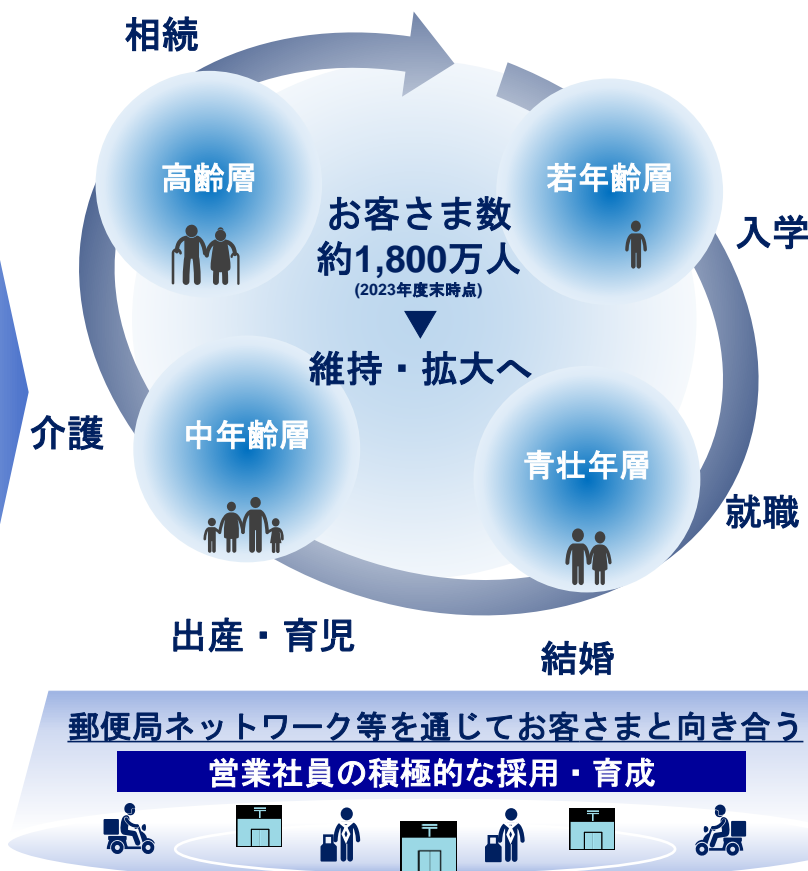 相続
高齢層
若年齢層
入学
お客さま数
約1,800万人
(2023年度末時点)
▼
維持・拡大へ
介護
中年齢層
青壮年層
就職
出産・育児
結婚
郵便局ネットワーク等を通じてお客さまと向き合う
営業社員の積極的な採用・育成
〒
〒
〒